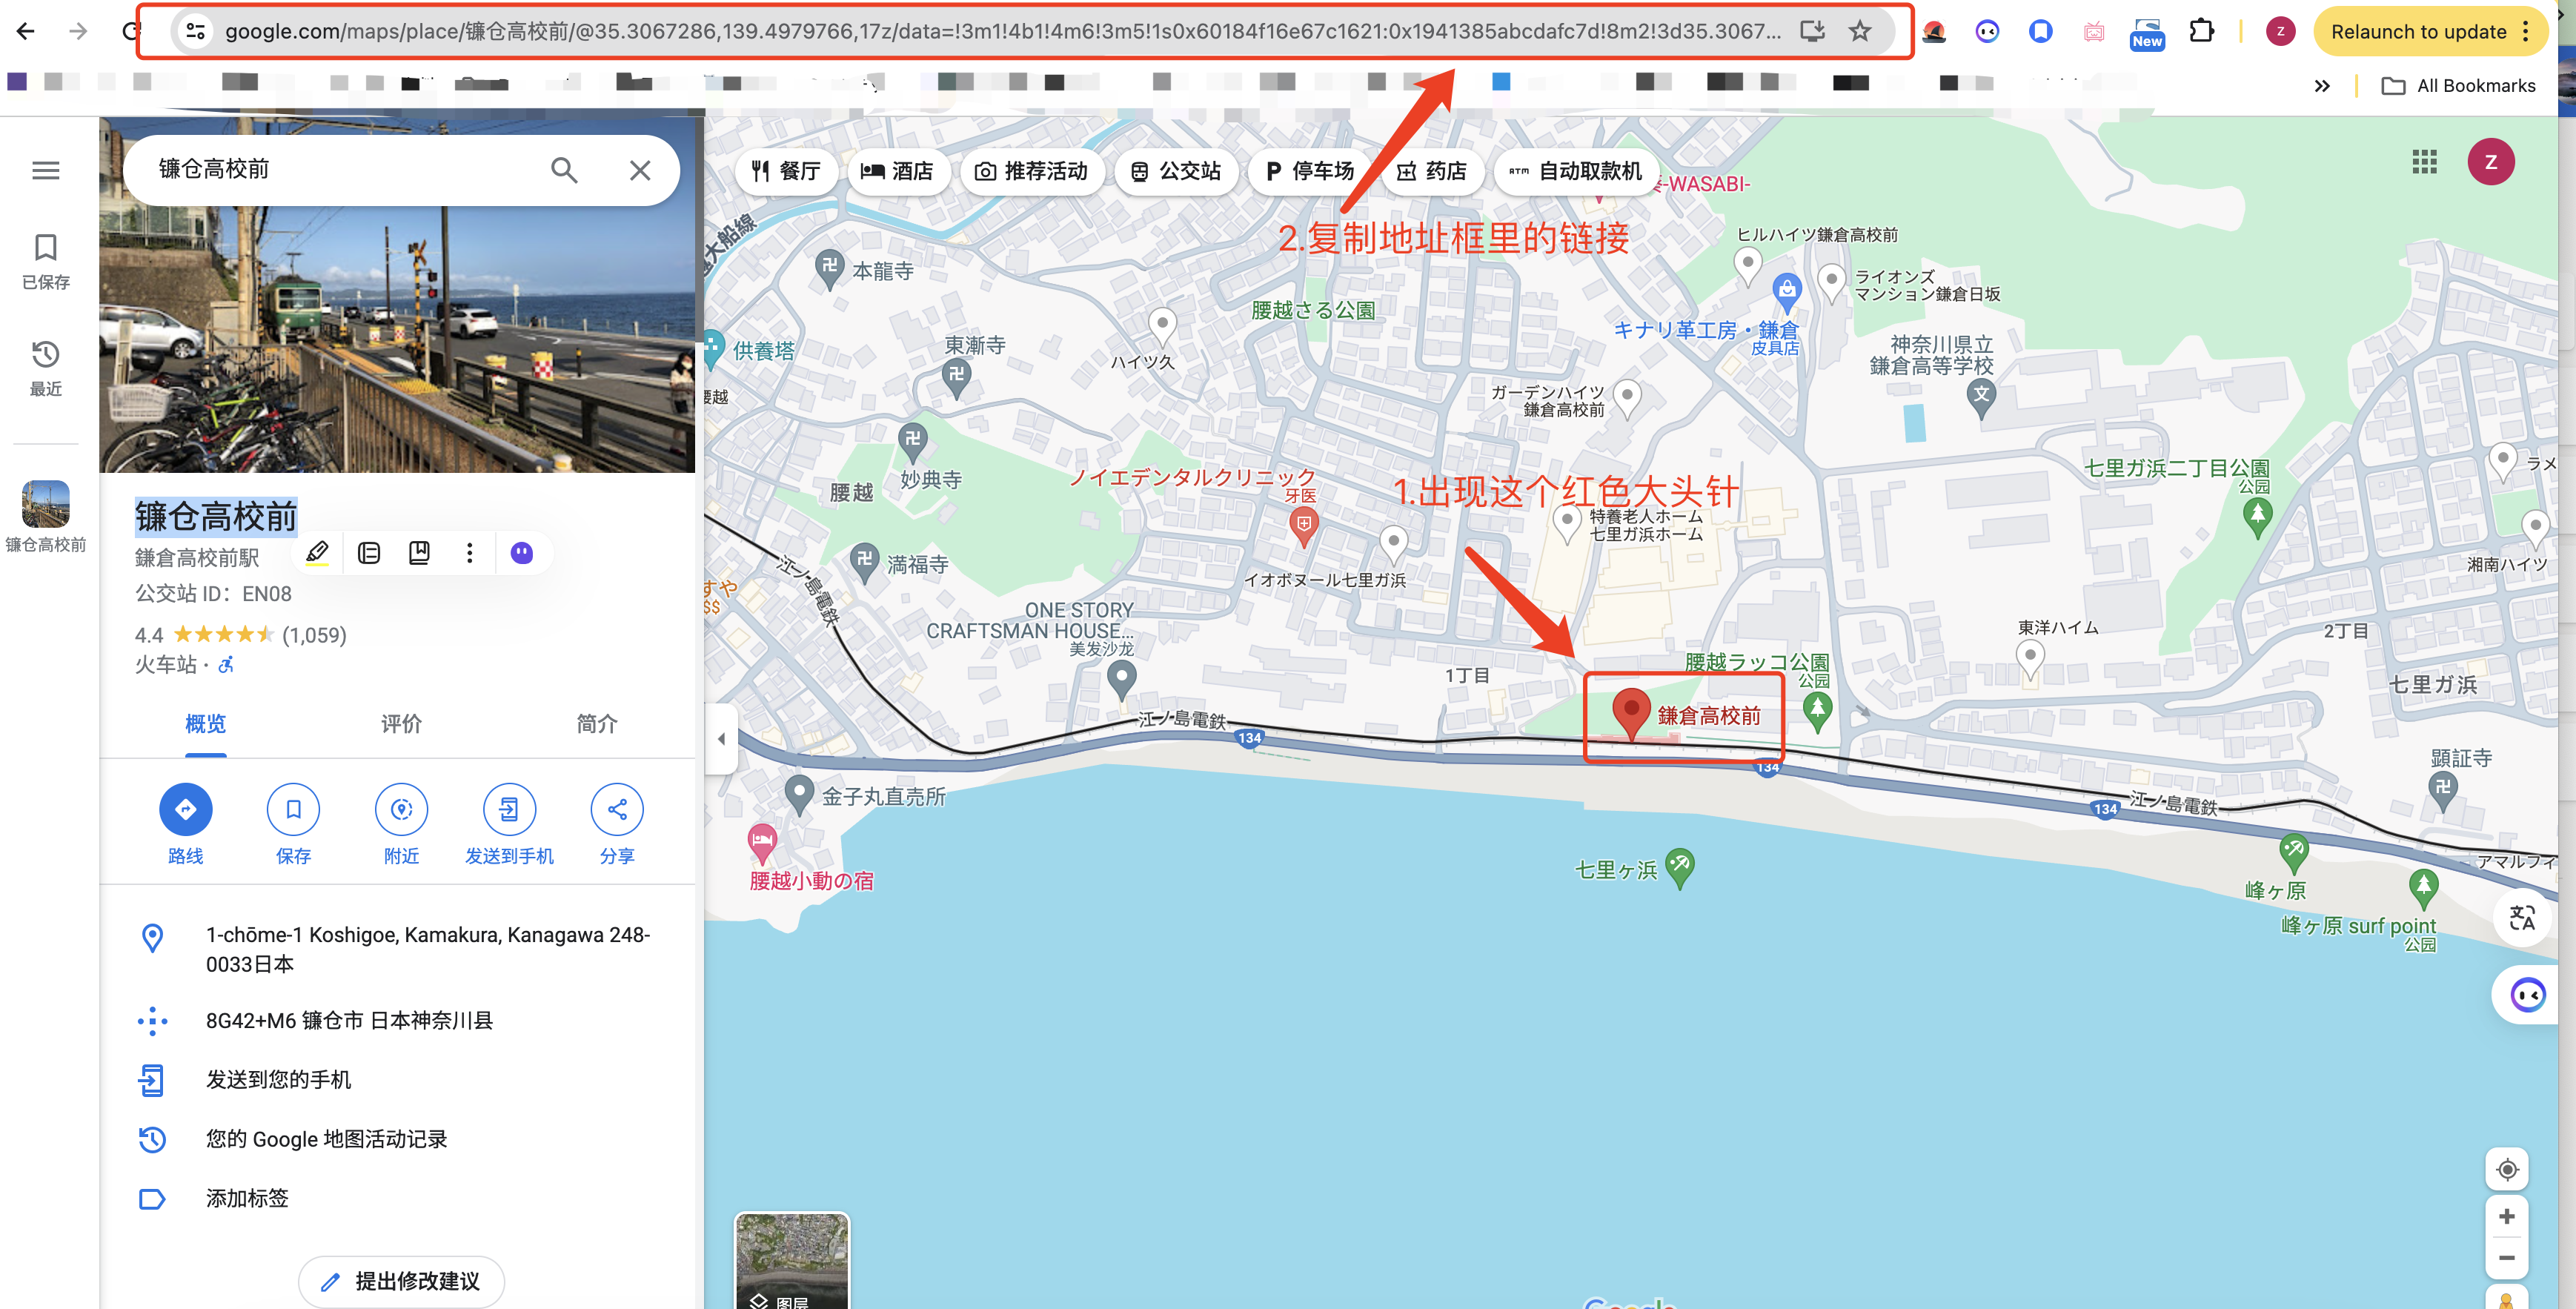 google.com/maps/place/镰仓高校前/@35.3067286,139.4979766,17z/data=!3m1!4b1!4m6!3m5!1s0x60184f16e67c1621:0x1941385abcdafc7d!8m2!3d35.3067...
New
Z
Relaunch to update
All Bookmarks
镰仓高校前
已保存
最近
镰仓高校前
镰仓高校前
鎌倉高校前駅
公交站 ID： EN08
4.4
(1,059)
火车站 ·
概览
评价
简介
路线
保存
附近
发送到手机
分享
1-chōme-1 Koshigoe, Kamakura, Kanagawa 248-
0033日本
8G42+M6 镰仓市 日本神奈川县
发送到您的手机
您的 Google 地图活动记录
添加标签
提出修改建议
餐厅
酒店
推荐活动
公交站
P 停车场
药店
ATM 自动取款机
-WASABI-
Z
2.复制地址框里的链接
大船線
本龍寺
ヒルハイツ鎌倉高校前
ライオンズ
マンション鎌倉日坂
腰越さる公園
キナリ革工房・鎌倉
皮具店
供養塔
東漸寺
ハイツ久
神奈川県立
鎌倉高等学校
文
腰越
ガーデンハイツ
鎌倉高校前
妙典寺
腰越
ノイエデンタルクリニック
牙医
1.出现这个红色大头针
七里ガ浜二丁目公園
公园
ラメ
特養老人ホーム
七里ガ浜ホーム
満福寺
イオボヌール七里ガ浜
湘南ハイツ
すや
$$
江ノ島電鉄
ONE STORY
CRAFTSMAN HOUSE...
美发沙龙
東洋ハイム
2丁目
1丁目
腰越ラッコ公園
公园
七里ガ浜
鎌倉高校前
江ノ島電鉄
134
134
顕証寺
金子丸直売所
134
江ノ島電鉄
腰越小動の宿
七里ヶ浜
アマルフィ
峰ヶ原
峰ヶ原 surf point
公园
图层
Google